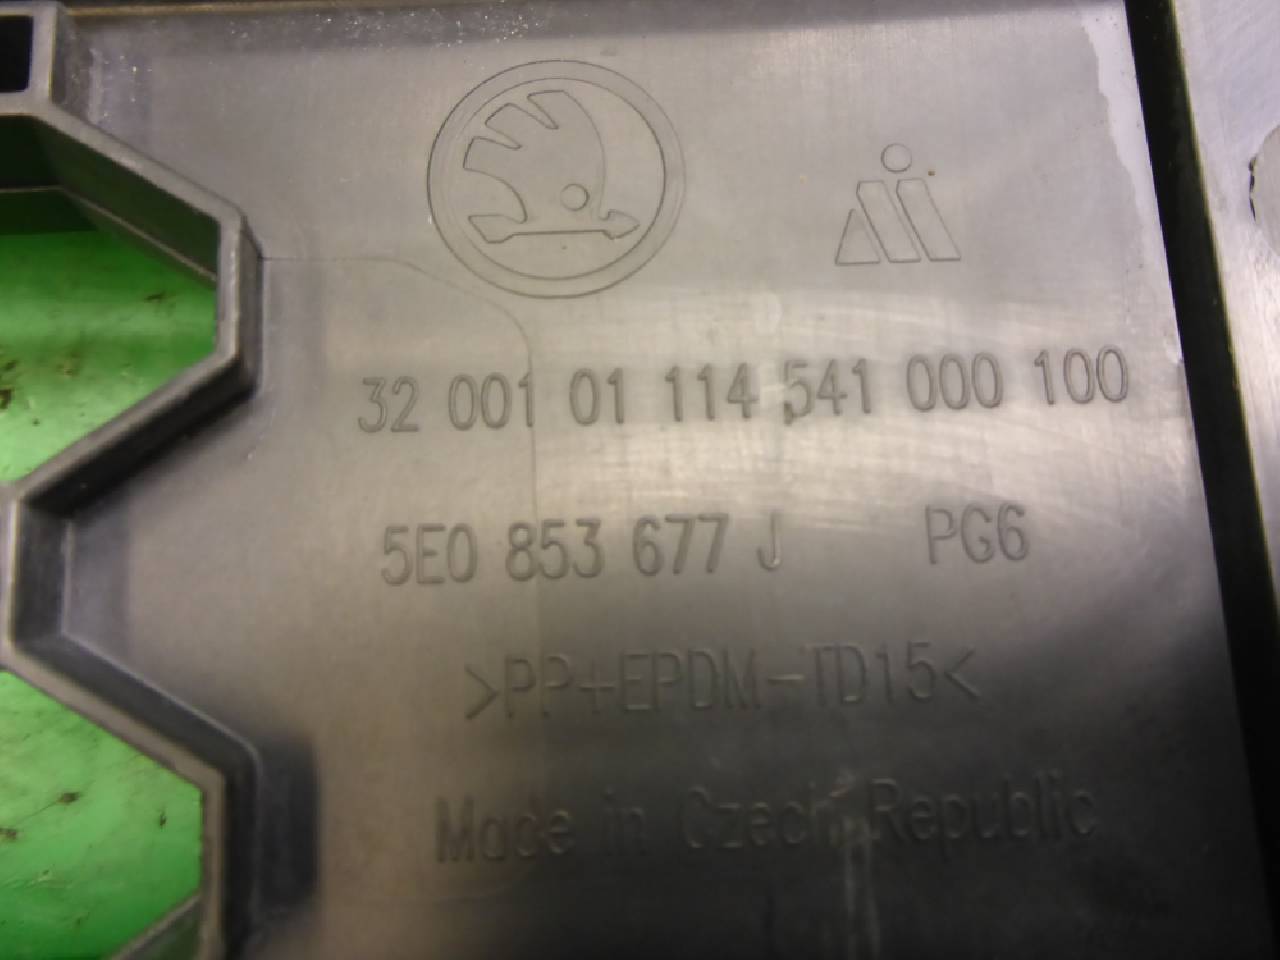 32 001 01 114 541 000 100
5E0 853 677 J PG6
>PP+EPDM-TD15<
Made in Czech Republic